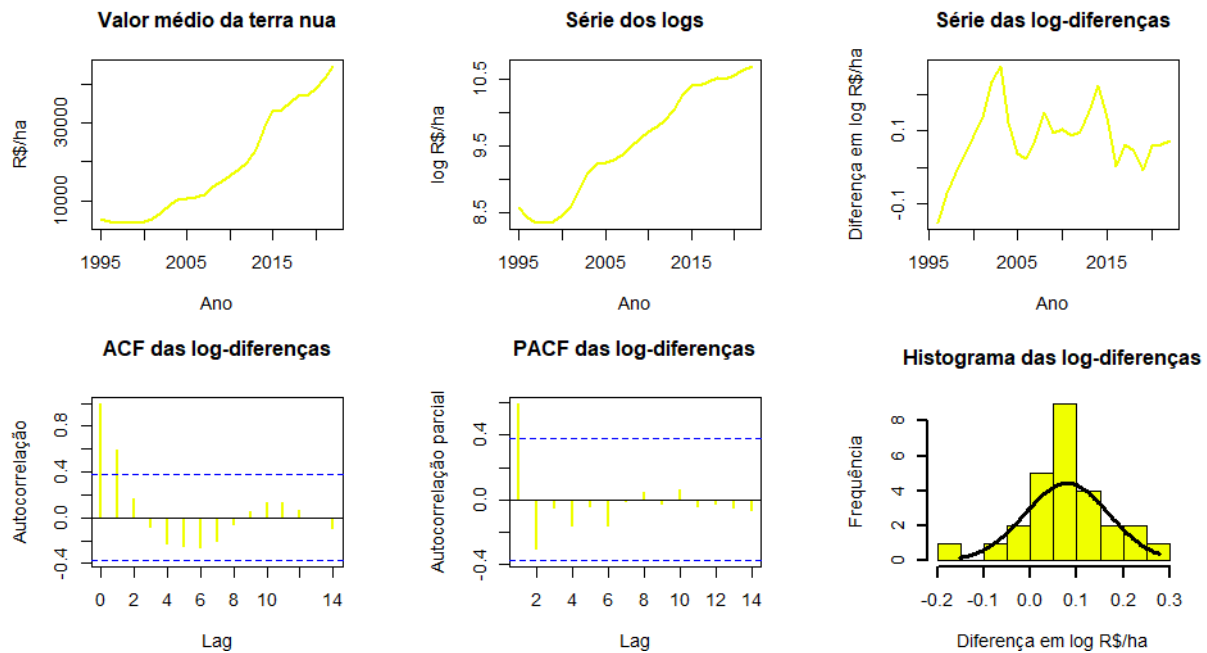 Valor médio da terra nua
R$/ha
10000
30000
1995
2005
2015
Ano
Série dos logs
log R$/ha
8.5
9.5
10.5
1995
2005
2015
Ano
Série das log-diferenças
Diferença em log R$/ha
-0.1
0.1
1995
2005
2015
Ano
ACF das log-diferenças
Autocorrelação
-0.4
0.0
0.4
0.8
0 2 4 6 8 10 14
Lag
PACF das log-diferenças
Autocorrelação parcial
-0.4
0.0
0.4
2 4 6 8 10 12 14
Lag
Histograma das log-diferenças
Frequência
0
2
4
6
8
-0.2 -0.1 0.0 0.1 0.2 0.3
Diferença em log R$/ha